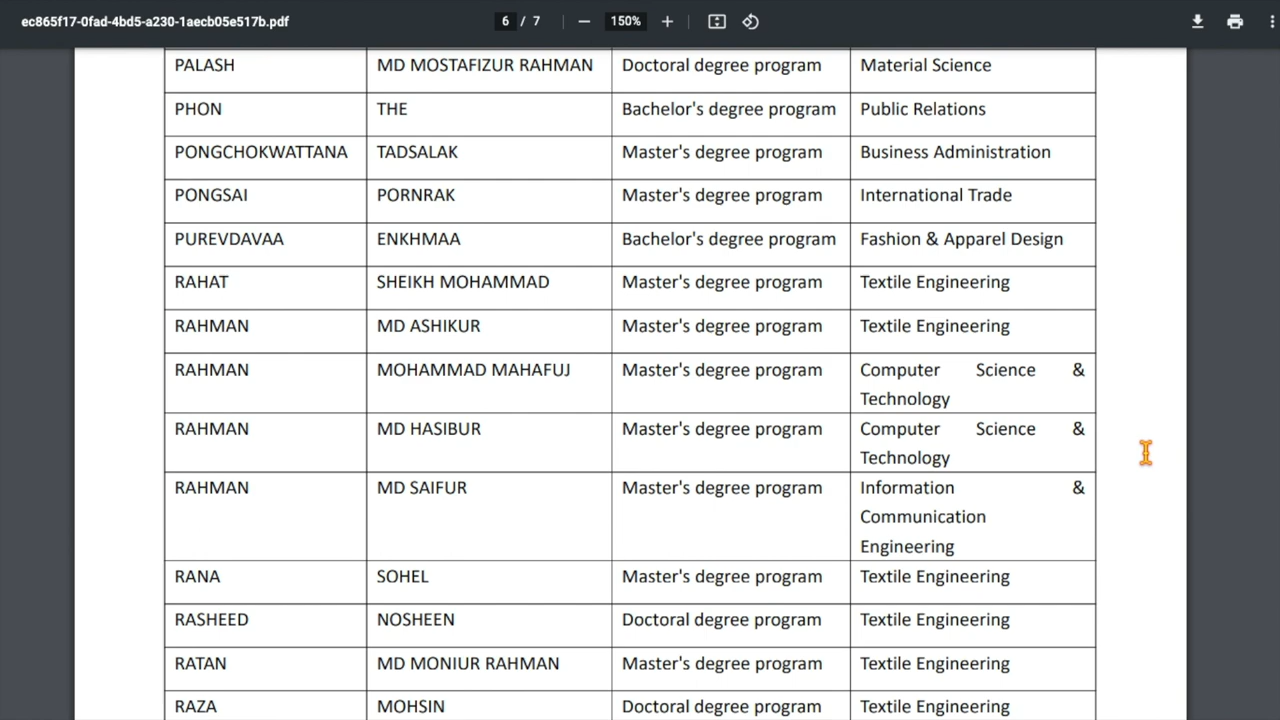 ec865f17-0fad-4bd5-a230-1aecb05e517b.pdf 6 / 7 150%
PALASH MD MOSTAFIZUR RAHMAN Doctoral degree program Material Science
PHON THE Bachelor's degree program Public Relations
PONGCHOKWATTANA TADSALAK Master's degree program Business Administration
PONGSAI PORNRAK Master's degree program International Trade
PUREVDAVAA ENKHMAA Bachelor's degree program Fashion & Apparel Design
RAHAT SHEIKH MOHAMMAD Master's degree program Textile Engineering
RAHMAN MD ASHIKUR Master's degree program Textile Engineering
RAHMAN MOHAMMAD MAHAFUJ Master's degree program Computer Science &
Technology
RAHMAN MD HASIBUR Master's degree program Computer Science &
Technology
RAHMAN MD SAIFUR Master's degree program Information &
Communication
Engineering
RANA SOHEL Master's degree program Textile Engineering
RASHEED NOSHEEN Doctoral degree program Textile Engineering
RATAN MD MONIUR RAHMAN Master's degree program Textile Engineering
RAZA MOHSIN Doctoral degree program Textile Engineering